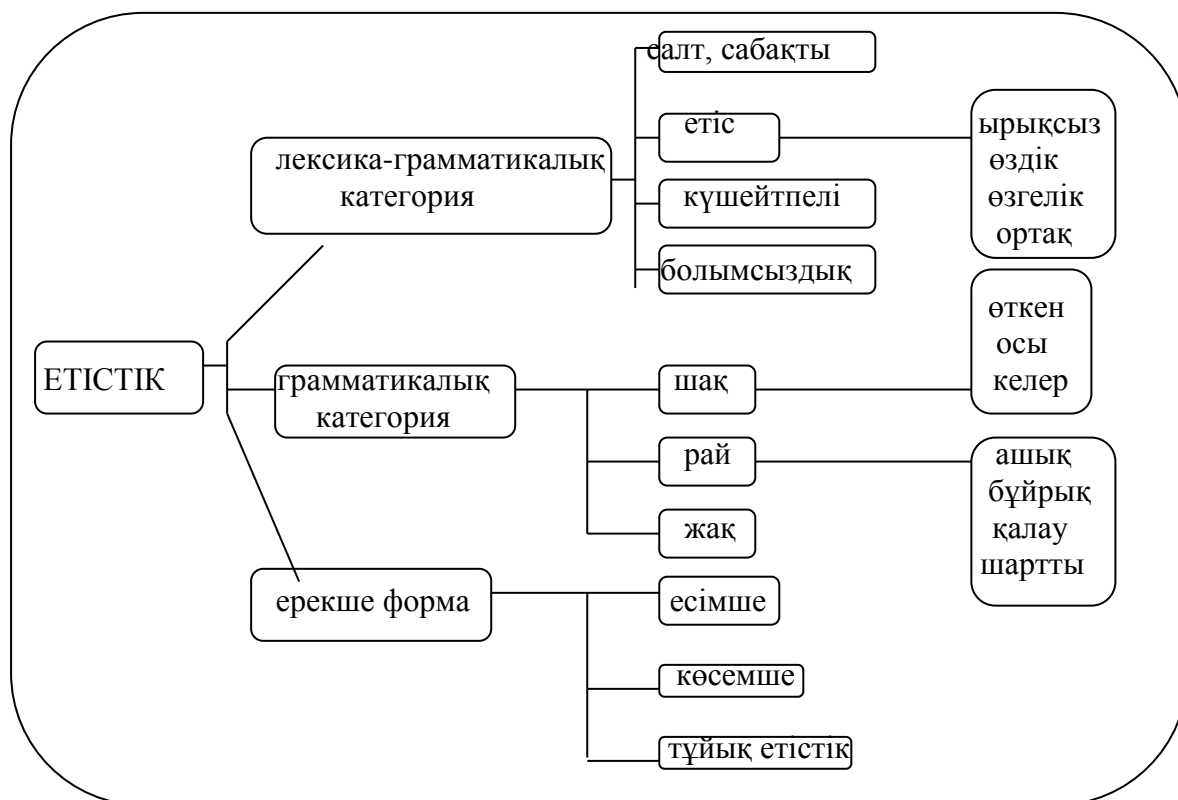 салт, сабақты
етіс
ырықсыз
өздік
өзгелік
ортақ
лексика-грамматикалық
категория
күшейтпелі
болымсыздық
өткен
осы
келер
ЕТІСТІК
грамматикалық
категория
шақ
рай
ашық
бұйрық
қалау
шартты
жақ
ерекше форма
есімше
көсемше
тұйық етістік